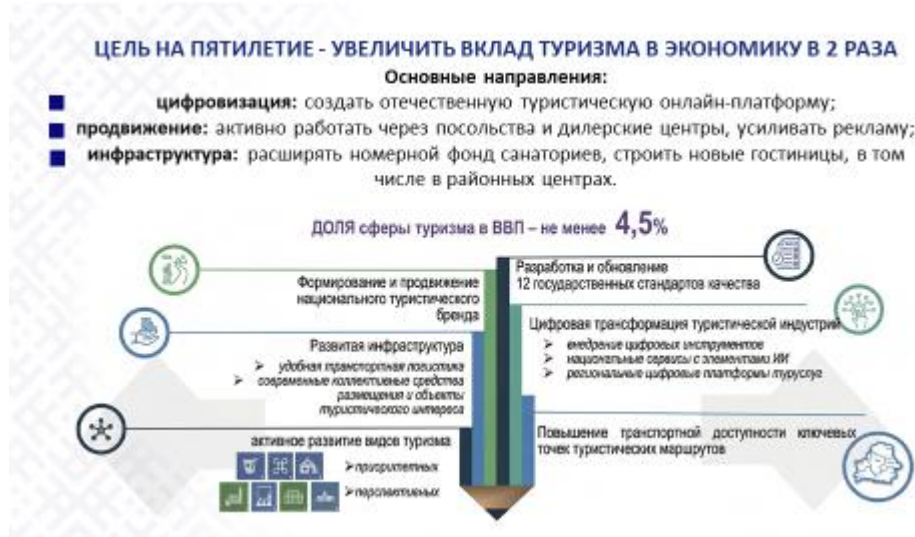 ЦЕЛЬ НА ПЯТИЛЕТИЕ - УВЕЛИЧИТЬ ВКЛАД ТУРИЗМА В ЭКОНОМИКУ В 2 РАЗА
Основные направления:
цифровизация: создать отечественную туристическую онлайн-платформу;
продвижение: активно работать через посольства и дилерские центры, усиливать рекламу;
инфраструктура: расширять номерной фонд санаториев, строить новые гостиницы, в том
числе в районных центрах.
ДОЛЯ сферы туризма в ВВП – не менее 4,5%
Формирование и продвижение
национального туристического
бренда
Развитая инфраструктура
удобная транспортная логистика
современные коллективные средства
размещения и объекты
туристического интереса
активное развитие видов туризма
приоритетных
перспективных
Разработка и обновление
12 государственных стандартов качества
Цифровая трансформация туристической индустрии
внедрение цифровых инструментов
национальные сервисы с элементами ИИ
региональные цифровые платформы туруслуг
Повышение транспортной доступности ключевых
точек туристических маршрутов